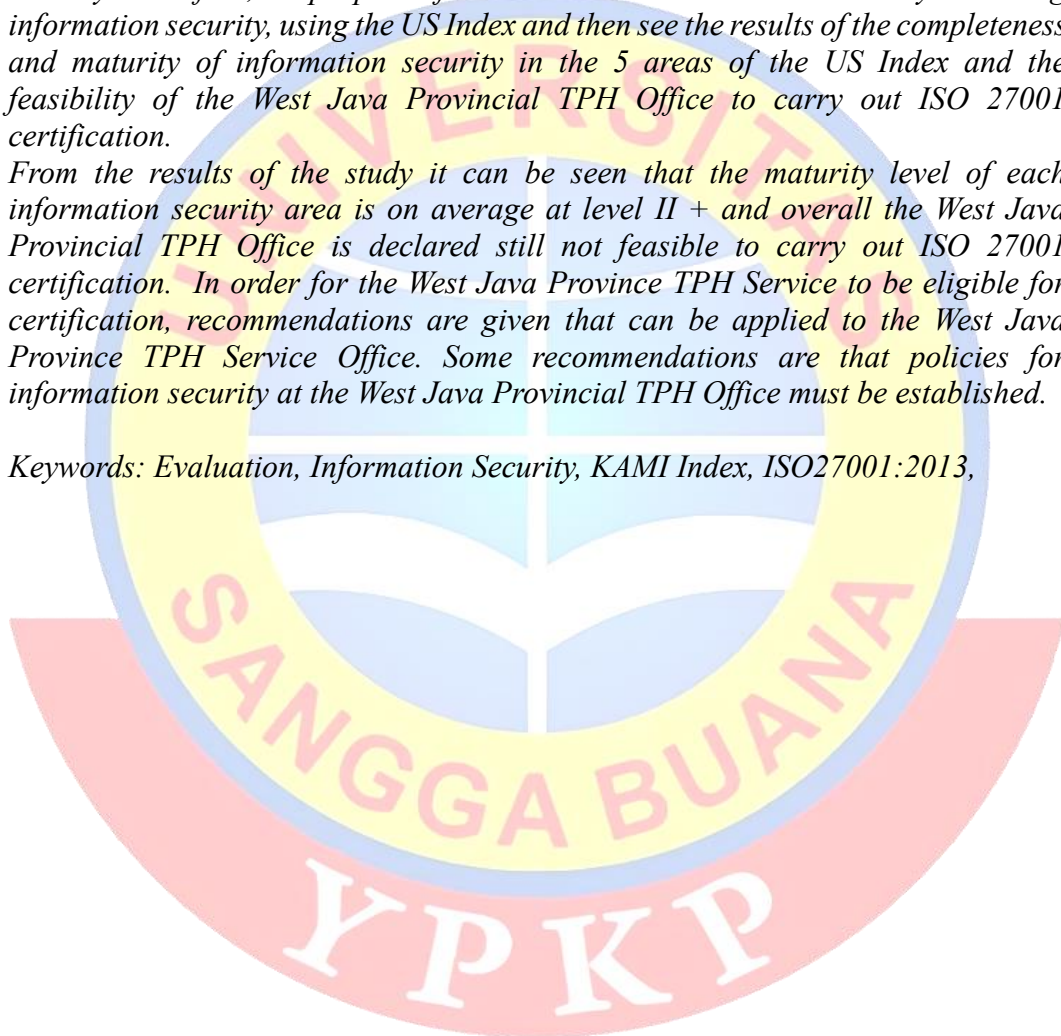 information security, using the US Index and then see the results of the completeness
and maturity of information security in the 5 areas of the US Index and the
feasibility of the West Java Provincial TPH Office to carry out ISO 27001
certification.
From the results of the study it can be seen that the maturity level of each
information security area is on average at level II + and overall the West Java
Provincial TPH Office is declared still not feasible to carry out ISO 27001
certification. In order for the West Java Province TPH Service to be eligible for
certification, recommendations are given that can be applied to the West Java
Province TPH Service Office. Some recommendations are that policies for
information security at the West Java Provincial TPH Office must be established.
Keywords: Evaluation, Information Security, KAMI Index, ISO27001:2013,
UNIVERSITAS
SANGGA BUANA
YPKP